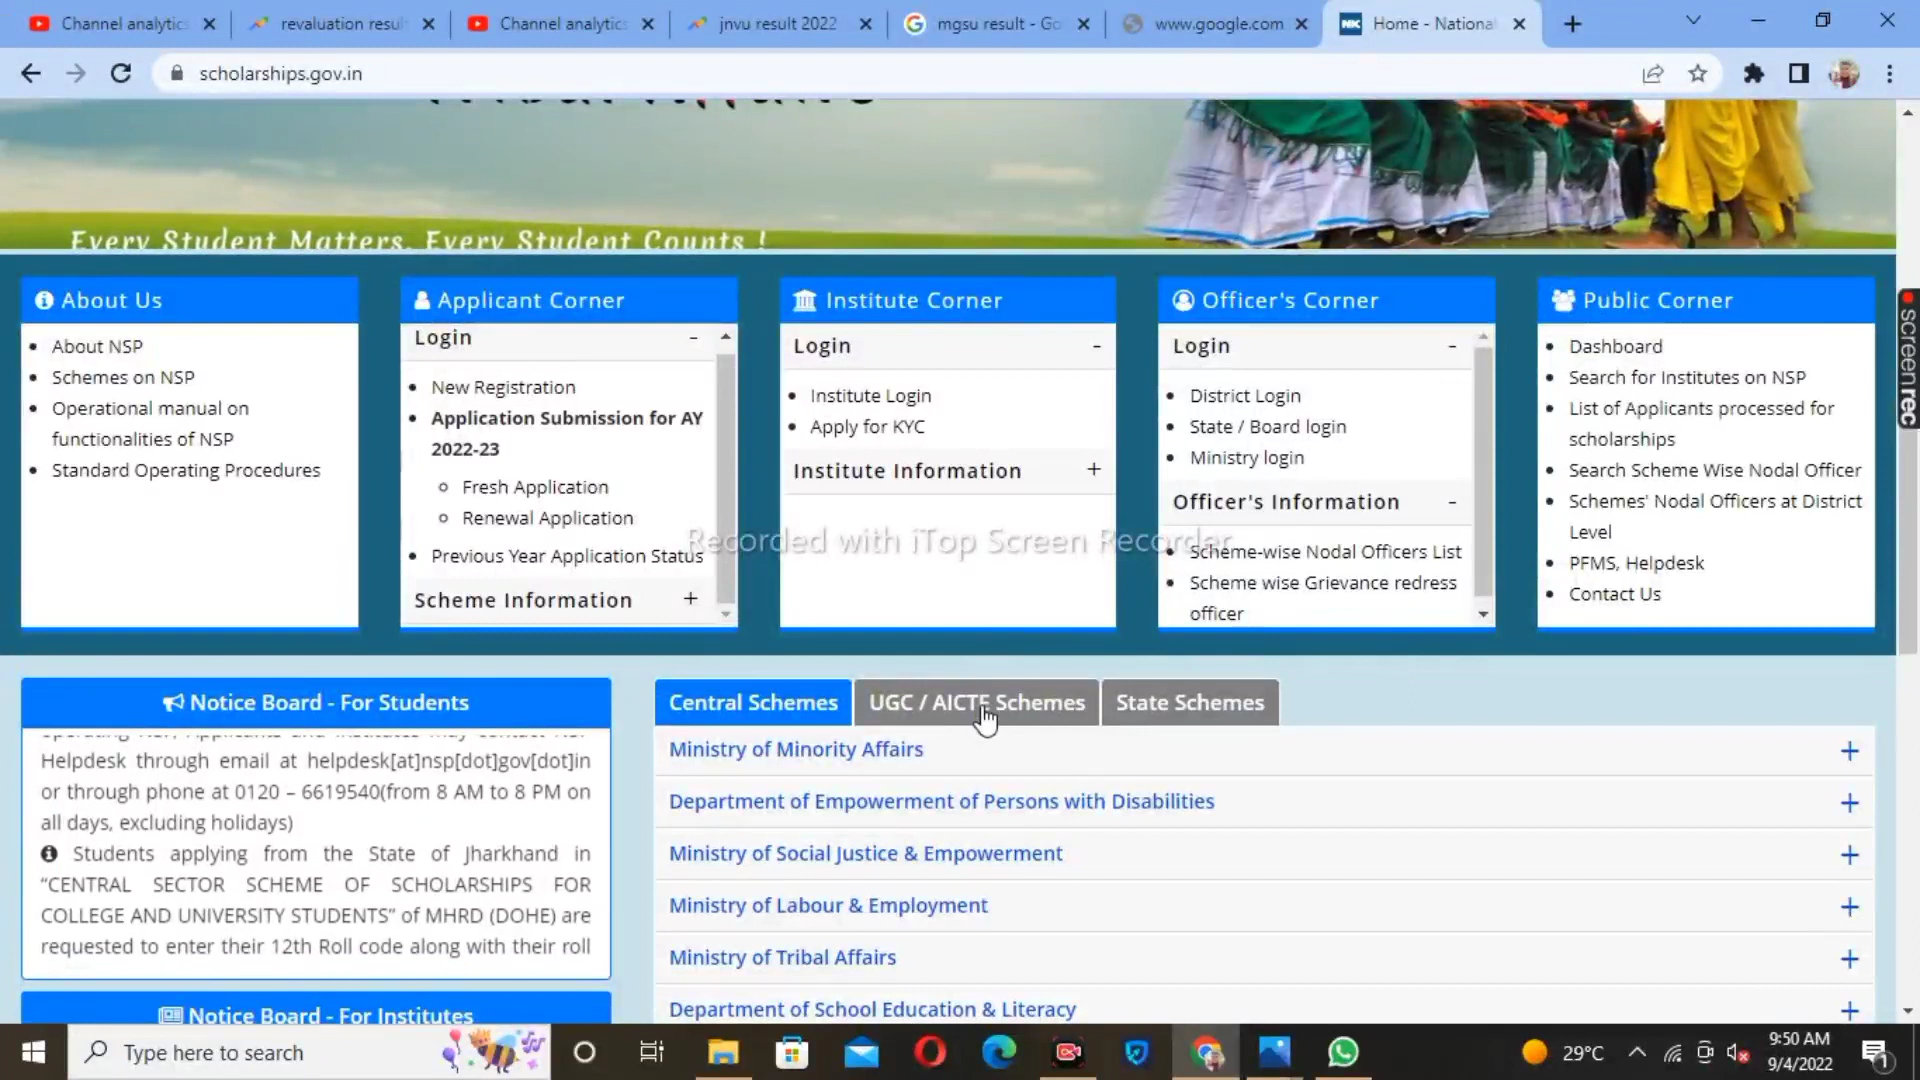 Channel analytics
revaluation resul
Channel analytics
jnvu result 2022
mgsu result - Go
www.google.com
NK
Home - Nationa
scholarships.gov.in
Every Student Matters, Every Student Counts !
About Us
About NSP
Schemes on NSP
Operational manual on
functionalities of NSP
Standard Operating Procedures
Applicant Corner
Login
New Registration
Application Submission for AY
2022-23
Fresh Application
Renewal Application
Previous Year Application Status
Scheme Information
Institute Corner
Login
Institute Login
Apply for KYC
Institute Information
Officer's Corner
Login
District Login
State / Board login
Ministry login
Officer's Information
Scheme-wise Nodal Officers List
Scheme wise Grievance redress
officer
Public Corner
Dashboard
Search for Institutes on NSP
List of Applicants processed for
scholarships
Search Scheme Wise Nodal Officer
Schemes' Nodal Officers at District
Level
PFMS, Helpdesk
Contact Us
screenrec
Recorded with iTop Screen Recorder
Notice Board - For Students
Helpdesk through email at helpdesk[at]nsp[dot]gov[dot]in
or through phone at 0120 – 6619540(from 8 AM to 8 PM on
all days, excluding holidays)
Students applying from the State of Jharkhand in
“CENTRAL SECTOR SCHEME OF SCHOLARSHIPS FOR
COLLEGE AND UNIVERSITY STUDENTS” of MHRD (DOHE) are
requested to enter their 12th Roll code along with their roll
Notice Board - For Institutes
Central Schemes
UGC / AICTE Schemes
State Schemes
Ministry of Minority Affairs
Department of Empowerment of Persons with Disabilities
Ministry of Social Justice & Empowerment
Ministry of Labour & Employment
Ministry of Tribal Affairs
Department of School Education & Literacy
Type here to search
29°C
9:50 AM
9/4/2022
1